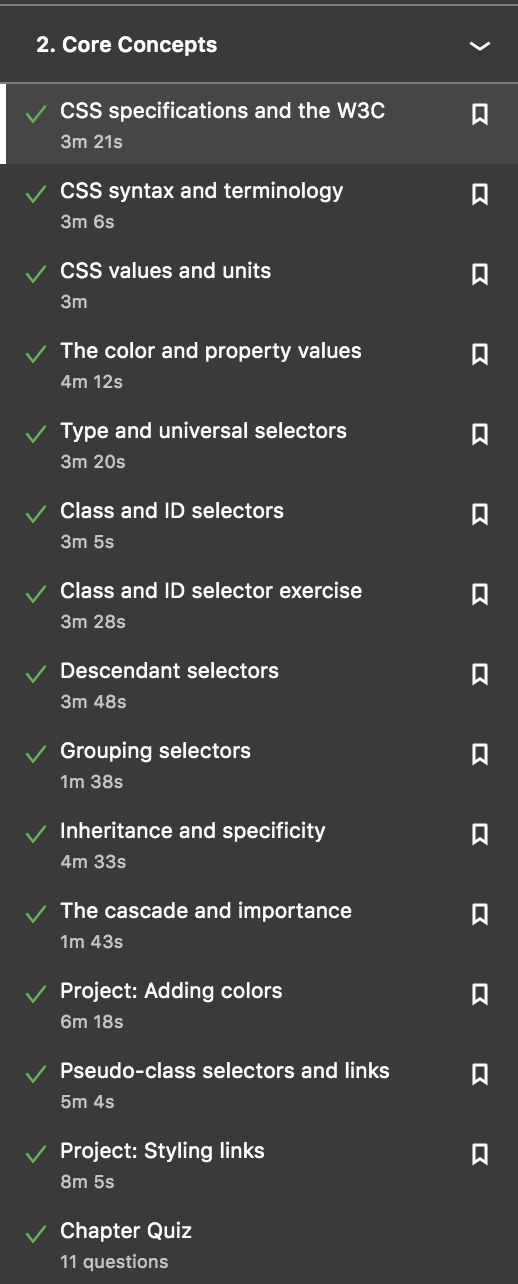 2. Core Concepts
CSS specifications and the W3C
3m 21s
CSS syntax and terminology
3m 6s
CSS values and units
3m
The color and property values
4m 12s
Type and universal selectors
3m 20s
Class and ID selectors
3m 5s
Class and ID selector exercise
3m 28s
Descendant selectors
3m 48s
Grouping selectors
1m 38s
Inheritance and specificity
4m 33s
The cascade and importance
1m 43s
Project: Adding colors
6m 18s
Pseudo-class selectors and links
5m 4s
Project: Styling links
8m 5s
Chapter Quiz
11 questions